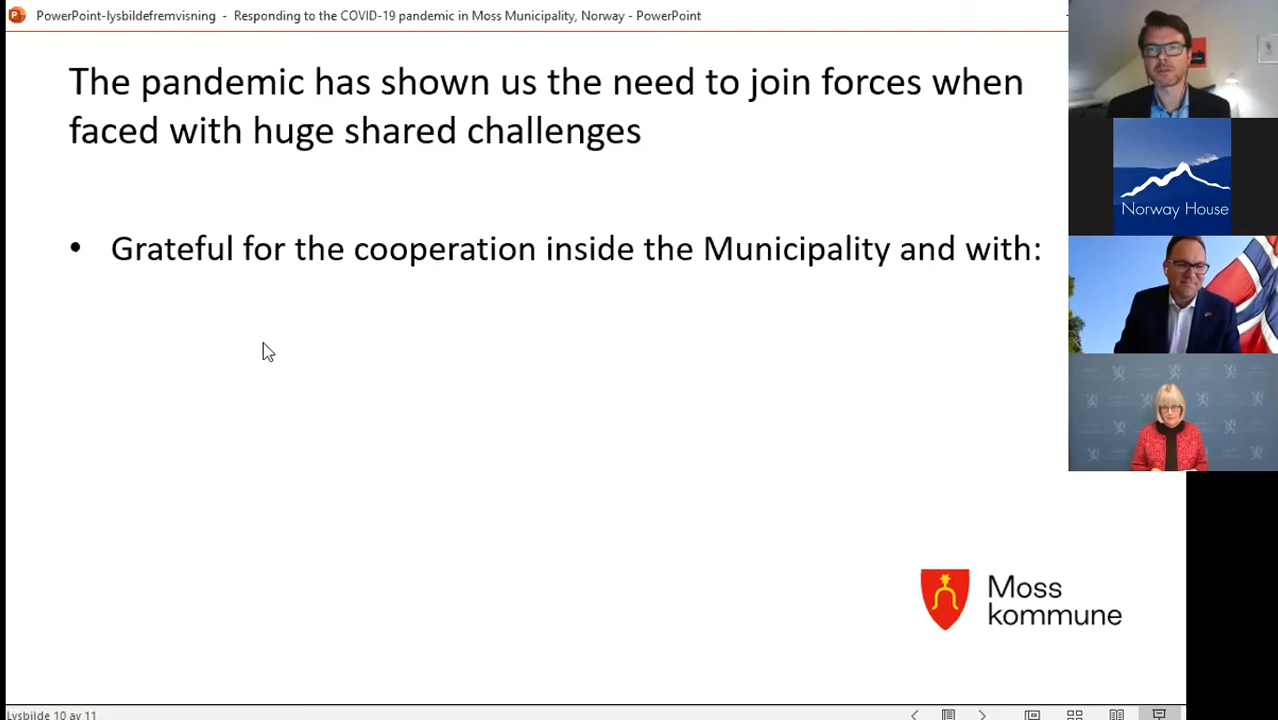 PowerPoint-lysbildefremvisning - Responding to the COVID-19 pandemic in Moss Municipality, Norway - PowerPoint
The pandemic has shown us the need to join forces when
faced with huge shared challenges
• Grateful for the cooperation inside the Municipality and with:
Norway House
Moss
kommune
Lysbilde 10 av 11